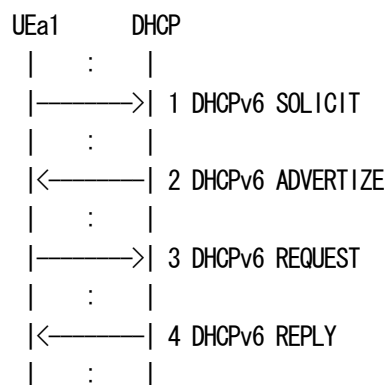 UEa1 DHCP
| : |
|-------->| 1 DHCPv6 SOLICIT
| : |
|<--------| 2 DHCPv6 ADVERTIZE
| : |
|-------->| 3 DHCPv6 REQUEST
| : |
|<--------| 4 DHCPv6 REPLY
| : |